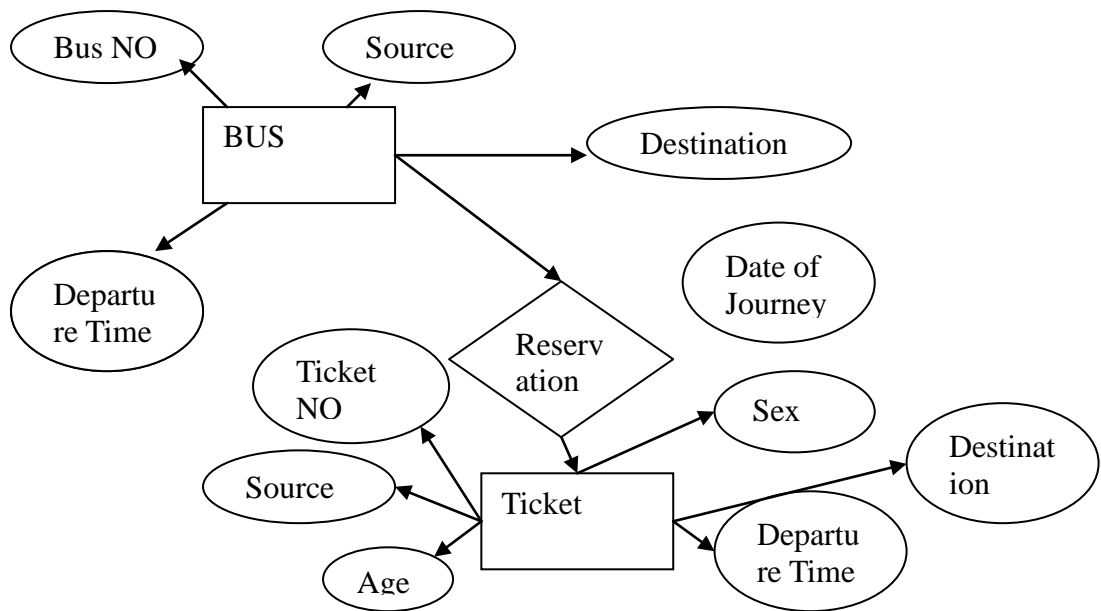 Bus NO
Source
BUS
Destination
Departu
re Time
Date of
Journey
Reserv
ation
Ticket
NO
Sex
Destinat
ion
Source
Ticket
Departu
re Time
Age